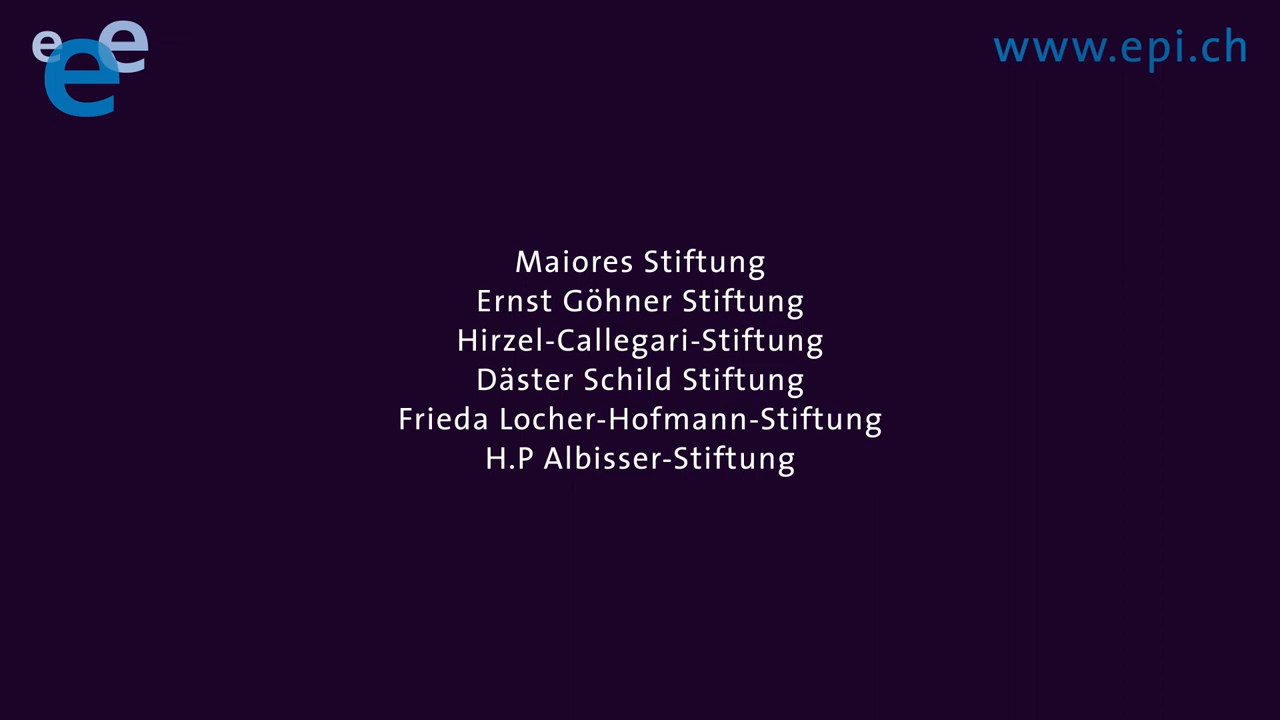 e e e
www.epi.ch
Maiores Stiftung
Ernst Göhner Stiftung
Hirzel-Callegari-Stiftung
Däster Schild Stiftung
Frieda Locher-Hofmann-Stiftung
H.P Albisser-Stiftung